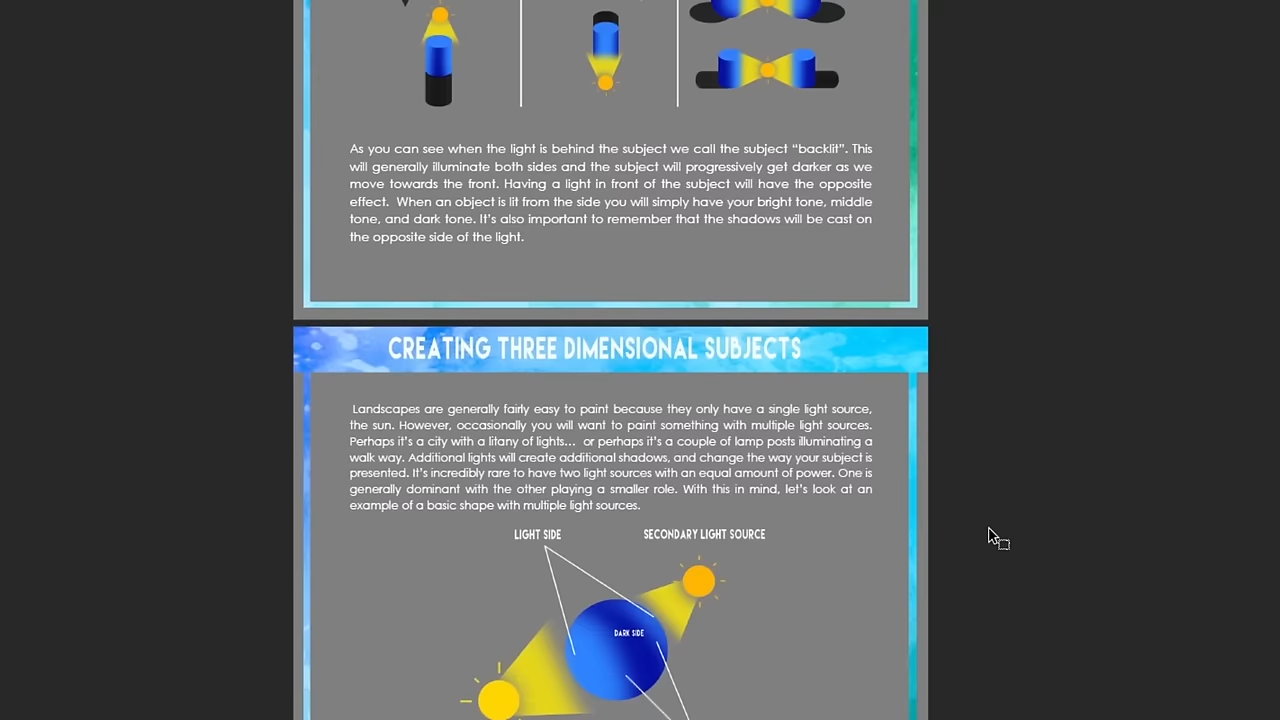 As you can see when the light is behind the subject we call the subject “backlit”. This
will generally illuminate both sides and the subject will progressively get darker as we
move towards the front. Having a light in front of the subject will have the opposite
effect.  When an object is lit from the side you will simply have your bright tone, middle
tone, and dark tone. It’s also important to remember that the shadows will be cast on
the opposite side of the light.
CREATING THREE DIMENSIONAL SUBJECTS
Landscapes are generally fairly easy to paint because they only have a single light source,
the sun. However, occasionally you will want to paint something with multiple light sources.
Perhaps it’s a city with a litany of lights...  or perhaps it’s a couple of lamp posts illuminating a
walk way. Additional lights will create additional shadows, and change the way your subject is
presented. It’s incredibly rare to have two light sources with an equal amount of power. One is
generally dominant with the other playing a smaller role. With this in mind, let’s look at an
example of a basic shape with multiple light sources.
LIGHT SIDE
SECONDARY LIGHT SOURCE
DARK SIDE